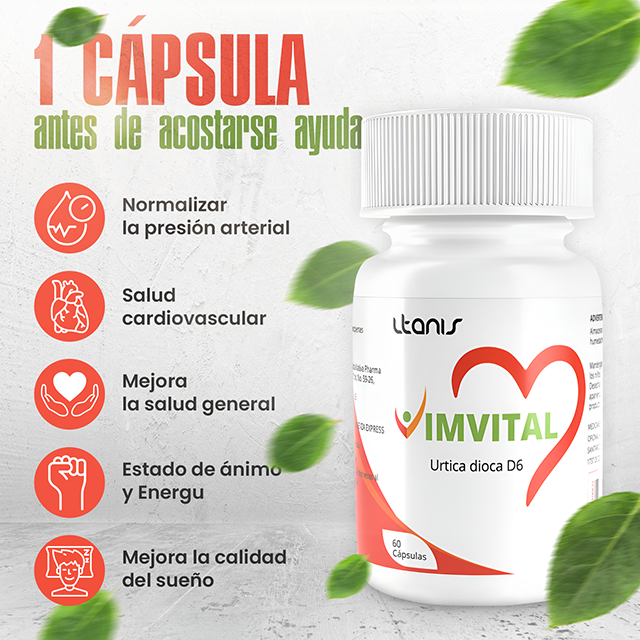 1 CÁPSULA
antes de acostarse ayuda
Normalizar
la presión arterial
Salud
cardiovascular
Mejora
la salud general
Estado de ánimo
y Energu
Mejora la calidad
del sueño
Ltanis
VIMVITAL
Urtica dioca D6
60
Cápsulas